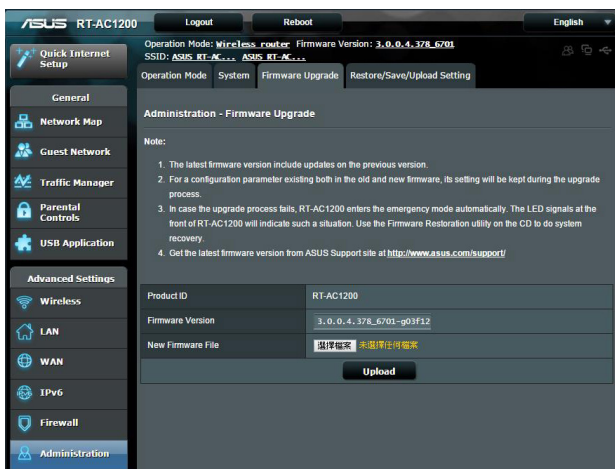 ASUS RT-AC1200 Logout Reboot English
Quick Internet Setup
Operation Mode: Wireless router Firmware Version: 3.0.0.4.378_6701
SSID: ASUS RT-AC... ASUS RT-AC...
Operation Mode System Firmware Upgrade Restore/Save/Upload Setting
General
Network Map
Guest Network
Traffic Manager
Parental Controls
USB Application
Advanced Settings
Wireless
LAN
WAN
IPv6
Firewall
Administration
Administration - Firmware Upgrade
Note:
1. The latest firmware version include updates on the previous version.
2. For a configuration parameter existing both in the old and new firmware, its setting will be kept during the upgrade
process.
3. In case the upgrade process fails, RT-AC1200 enters the emergency mode automatically. The LED signals at the
front of RT-AC1200 will indicate such a situation. Use the Firmware Restoration utility on the CD to do system
recovery.
4. Get the latest firmware version from ASUS Support site at http://www.asus.com/support/
Product ID RT-AC1200
Firmware Version 3.0.0.4.378_6701-g03f12
New Firmware File 選擇檔案 未選擇任何檔案
Upload